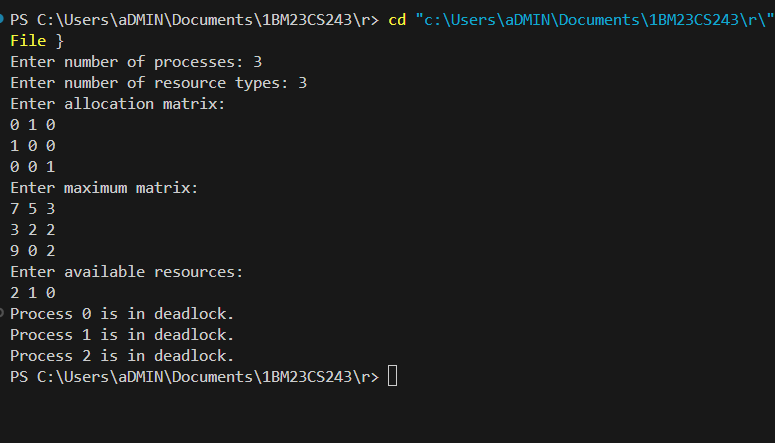 PS C:\Users\aDMIN\Documents\1BM23CS243\r> cd "c:\Users\aDMIN\Documents\1BM23CS243\r\"
File }
Enter number of processes: 3
Enter number of resource types: 3
Enter allocation matrix:
0 1 0
1 0 0
0 0 1
Enter maximum matrix:
7 5 3
3 2 2
9 0 2
Enter available resources:
2 1 0
Process 0 is in deadlock.
Process 1 is in deadlock.
Process 2 is in deadlock.
PS C:\Users\aDMIN\Documents\1BM23CS243\r>